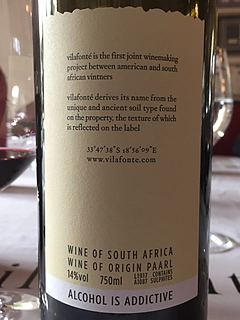 vilafonté is the first joint winemaking
project between american and south
african vintners
vilafonté derives its name from the
unique and ancient soil type found
on the property, the texture of which
is reflected on the label
33°47'38"S 18°56'09"E
www.vilafonte.com
WINE OF SOUTH AFRICA
WINE OF ORIGIN PAARL
14%vol 750ml CONTAINS
SULPHITES
ALCOHOL IS ADDICTIVE